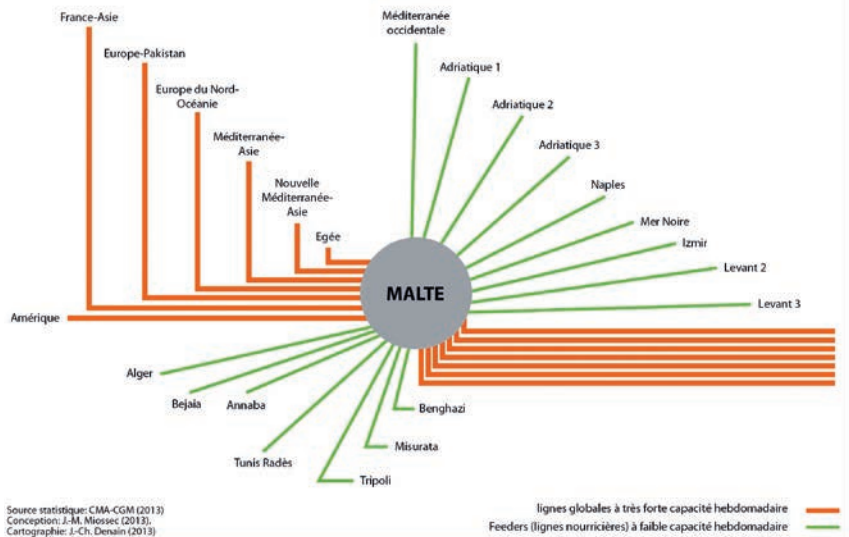 France-Asie
Europe-Pakistan
Europe du Nord-
Océanie
Méditerranée-
Asie
Nouvelle
Méditerranée-
Asie
Egée
Amérique
Méditerranée
occidentale
Adriatique 1
Adriatique 2
Adriatique 3
Naples
Mer Noire
Izmir
Levant 2
Levant 3
MALTE
Alger
Bejaia
Annaba
Tunis Radès
Tripoli
Misurata
Benghazi
Source statistique: CMA-CGM (2013)
Conception: J.-M. Miossec (2013).
Cartographie: J.-Ch. Denain (2013)
lignes globales à très forte capacité hebdomadaire
Feeders (lignes nourricières) à faible capacité hebdomadaire